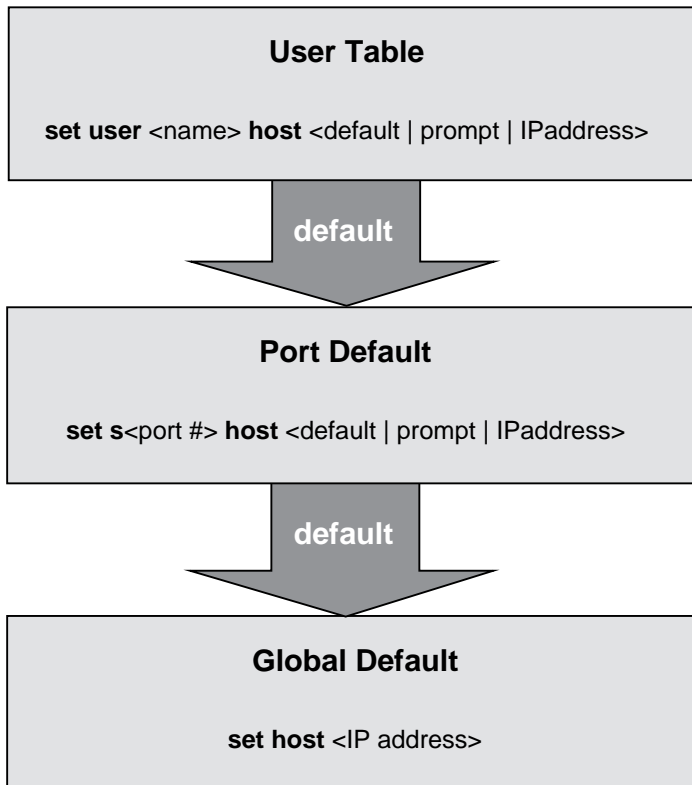 User Table
set user <name> host <default | prompt | IPaddress>
default
Port Default
set s<port #> host <default | prompt | IPaddress>
default
Global Default
set host <IP address>